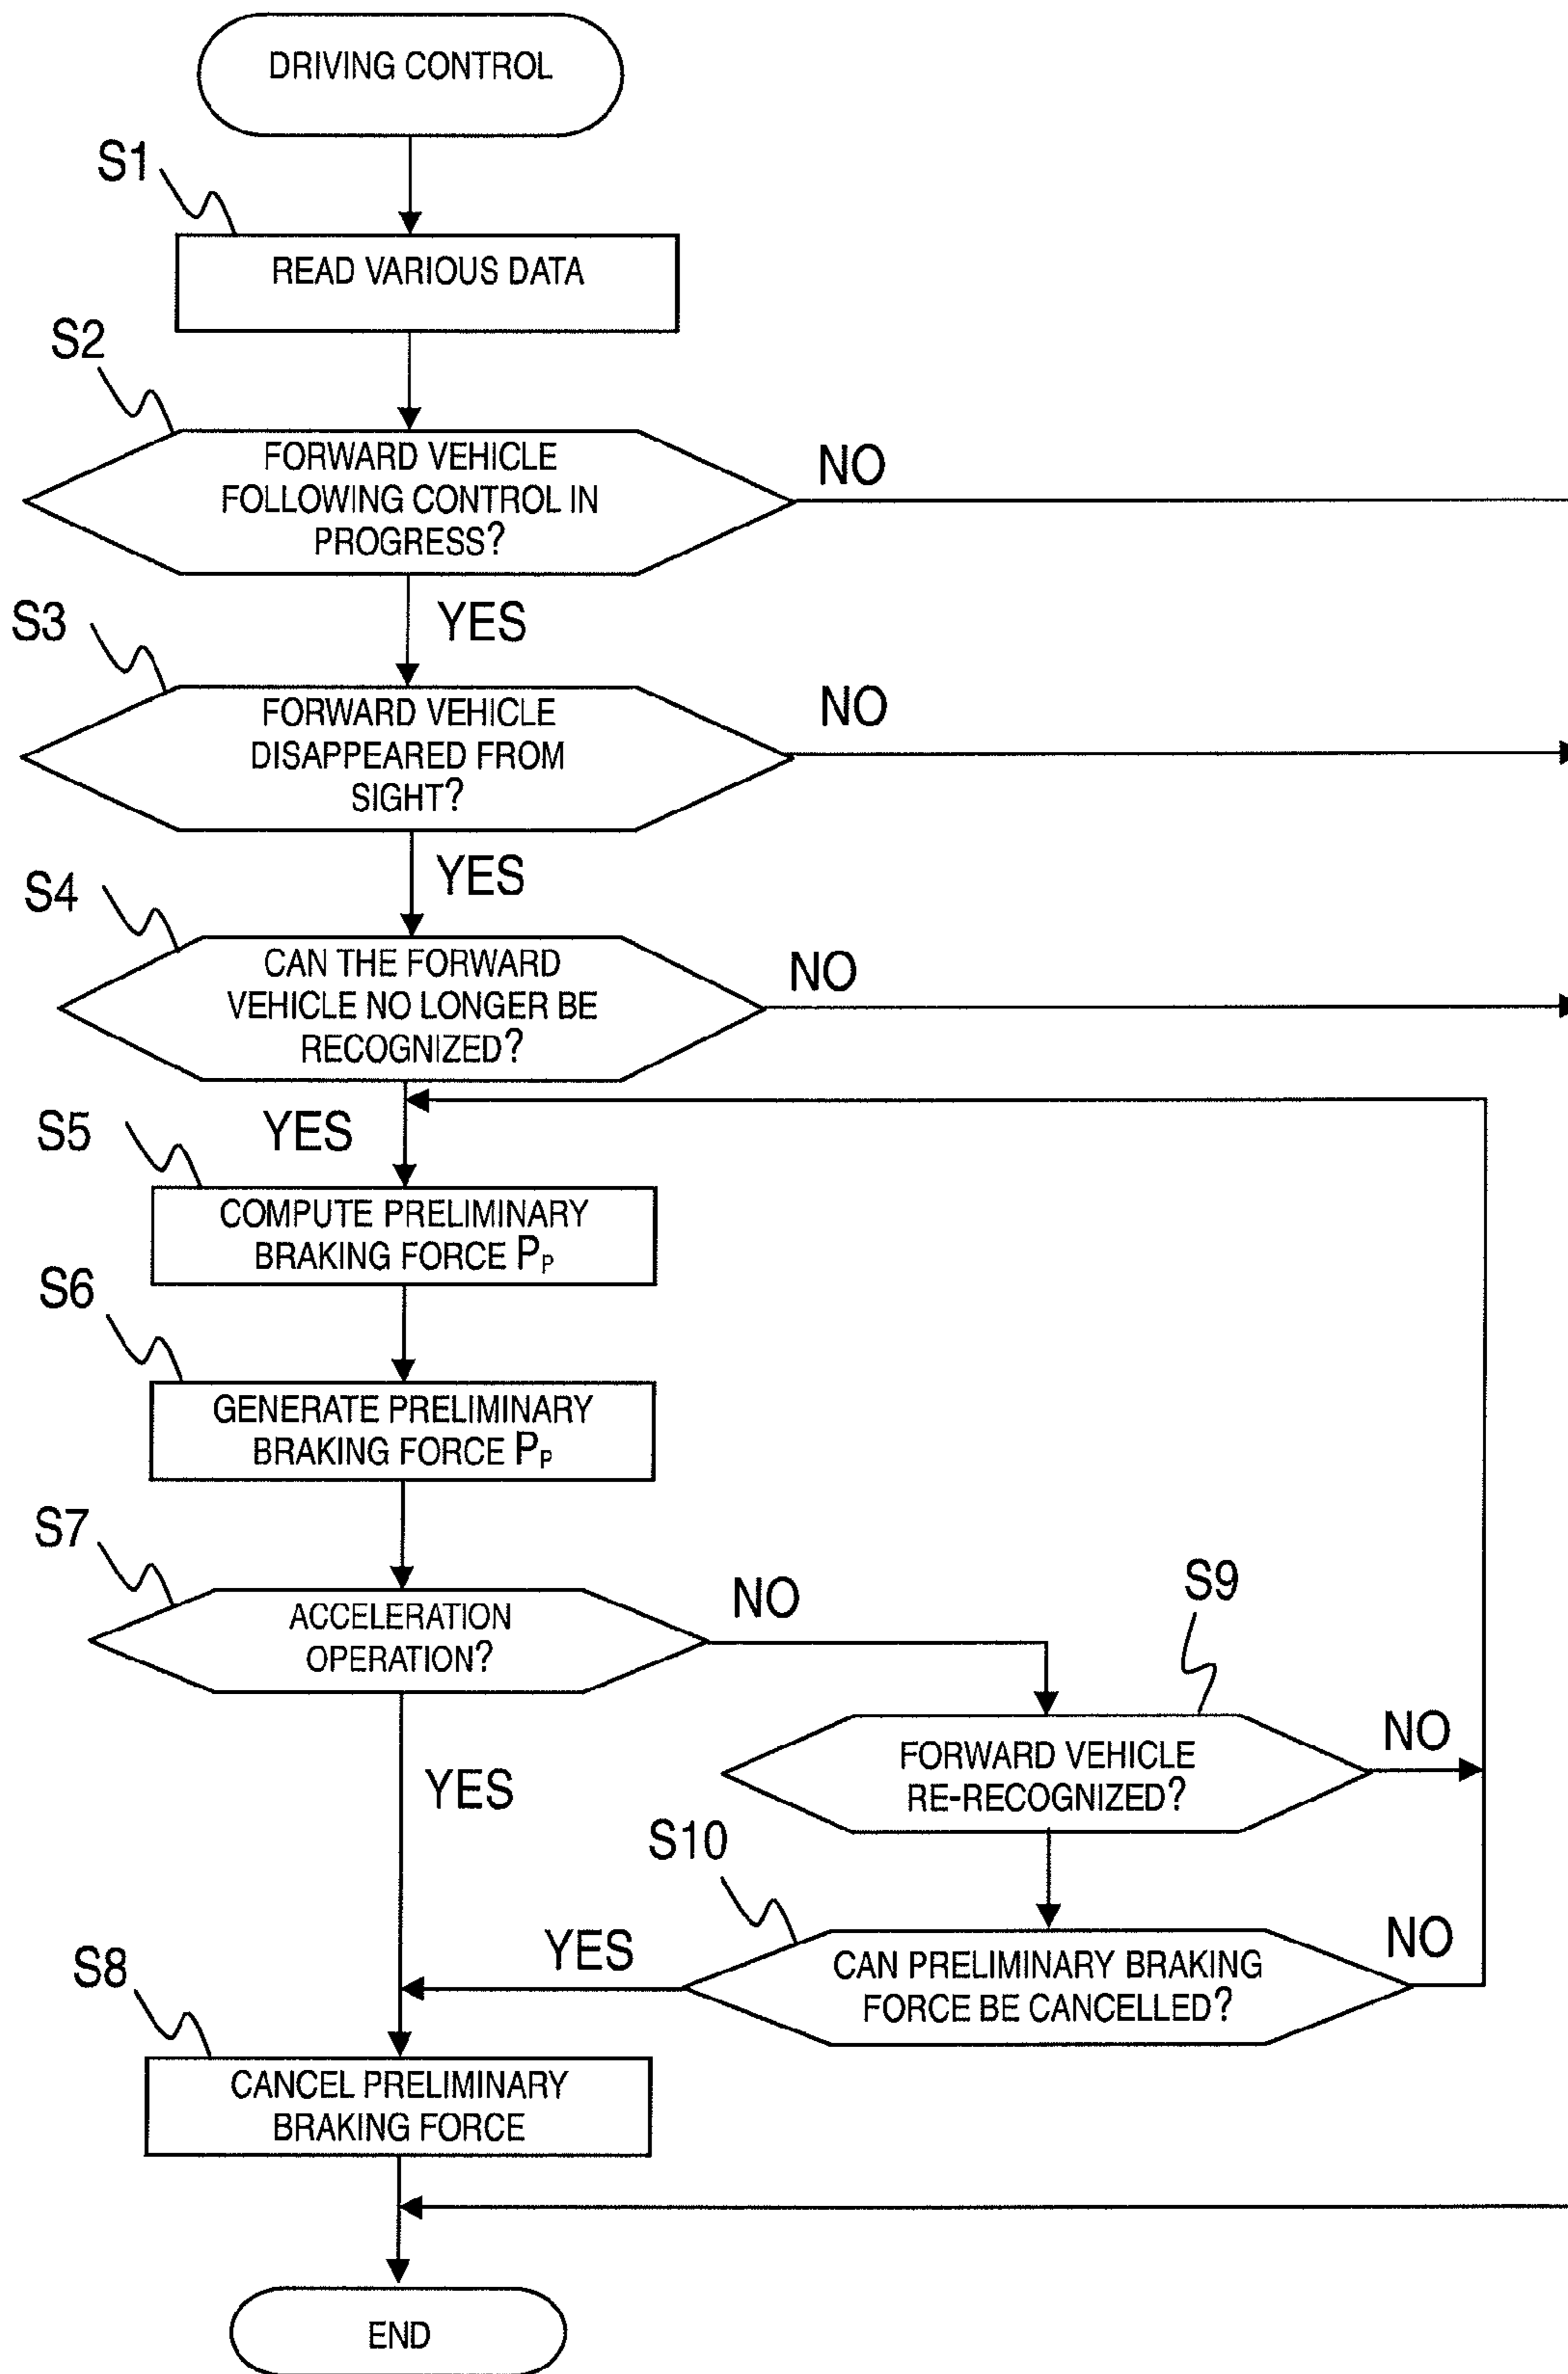 DRIVING CONTROL
S1
READ VARIOUS DATA
S2
FORWARD VEHICLE
FOLLOWING CONTROL IN
PROGRESS?
NO
YES
S3
FORWARD VEHICLE
DISAPPEARED FROM
SIGHT?
NO
YES
S4
CAN THE FORWARD
VEHICLE NO LONGER BE
RECOGNIZED?
NO
YES
S5
COMPUTE PRELIMINARY
BRAKING FORCE PP
S6
GENERATE PRELIMINARY
BRAKING FORCE PP
S7
ACCELERATION
OPERATION?
NO
YES
S9
FORWARD VEHICLE
RE-RECOGNIZED?
NO
S10
CAN PRELIMINARY BRAKING
FORCE BE CANCELLED?
YES
NO
S8
CANCEL PRELIMINARY
BRAKING FORCE
END